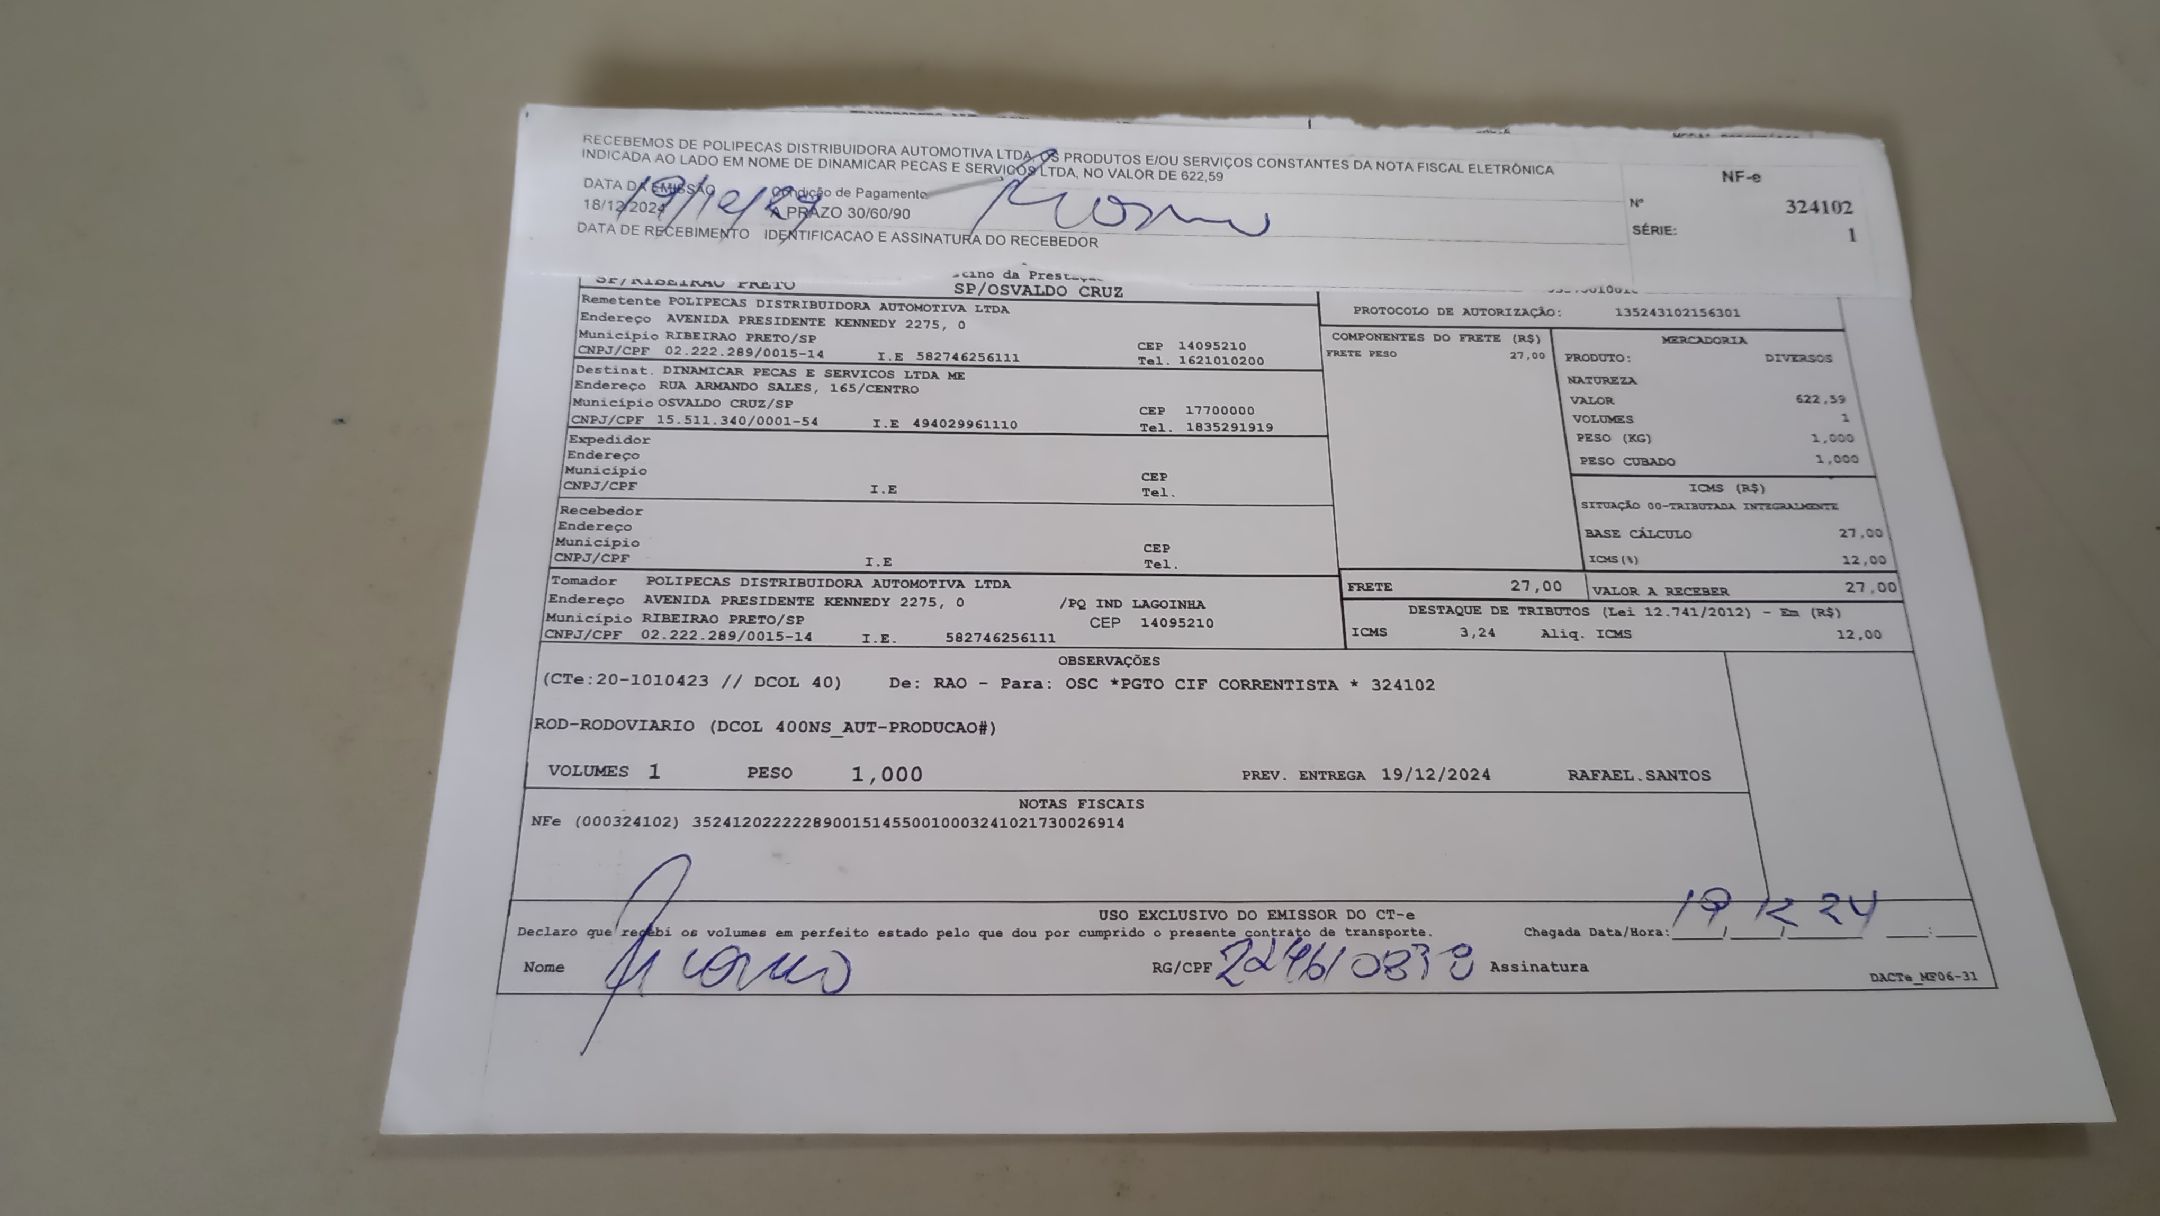 RECEBEMOS DE POLIPECAS DISTRIBUIDORA AUTOMOTIVA LTDA, OS PRODUTOS E/OU SERVIÇOS CONSTANTES DA NOTA FISCAL ELETRÔNICA
INDICADA AO LADO EM NOME DE DINAMICAR PECAS E SERVICOS LTDA, NO VALOR DE 622,59
NF-e
DATA DA EMISSÃO Condição de Pagamento
18/12/2024 A PRAZO 30/60/90
19/12/24
Nº 324102
SÉRIE: 1
DATA DE RECEBIMENTO IDENTIFICACAO E ASSINATURA DO RECEBEDOR
SP/RIBEIRAO PRETO
SP/OSVALDO CRUZ
Remetente POLIPECAS DISTRIBUIDORA AUTOMOTIVA LTDA
Endereço AVENIDA PRESIDENTE KENNEDY 2275, 0
Município RIBEIRAO PRETO/SP CEP 14095210
CNPJ/CPF 02.222.289/0015-14 I.E 582746256111 Tel. 1621010200
Destinat. DINAMICAR PECAS E SERVICOS LTDA ME
Endereço RUA ARMANDO SALES, 165/CENTRO
Município OSVALDO CRUZ/SP CEP 17700000
CNPJ/CPF 15.511.340/0001-54 I.E 494029961110 Tel. 1835291919
Expedidor
Endereço
Município CEP
CNPJ/CPF I.E Tel.
Recebedor
Endereço
Município CEP
CNPJ/CPF I.E Tel.
Tomador POLIPECAS DISTRIBUIDORA AUTOMOTIVA LTDA
Endereço AVENIDA PRESIDENTE KENNEDY 2275, 0 /PQ IND LAGOINHA
Município RIBEIRAO PRETO/SP CEP 14095210
CNPJ/CPF 02.222.289/0015-14 I.E. 582746256111
PROTOCOLO DE AUTORIZAÇÃO: 135243102156301
COMPONENTES DO FRETE (R$)
FRETE PESO 27,00
MERCADORIA
PRODUTO: DIVERSOS
NATUREZA
VALOR 622,59
VOLUMES 1
PESO (KG) 1,000
PESO CUBADO 1,000
ICMS (R$)
SITUAÇÃO 00-TRIBUTADA INTEGRALMENTE
BASE CÁLCULO 27,00
ICMS(%) 12,00
FRETE 27,00 VALOR A RECEBER 27,00
DESTAQUE DE TRIBUTOS (Lei 12.741/2012) - Em (R$)
ICMS 3,24 Aliq. ICMS 12,00
OBSERVAÇÕES
(CTe:20-1010423 // DCOL 40) De: RAO - Para: OSC *PGTO CIF CORRENTISTA * 324102
ROD-RODOVIARIO (DCOL 400NS_AUT-PRODUCAO#)
VOLUMES 1 PESO 1,000 PREV. ENTREGA 19/12/2024 RAFAEL.SANTOS
NOTAS FISCAIS
NFe (000324102) 35241202222289001514550010003241021730026914
USO EXCLUSIVO DO EMISSOR DO CT-e
Declaro que recebi os volumes em perfeito estado pelo que dou por cumprido o presente contrato de transporte. Chegada Data/Hora: 19/12/24
Nome RG/CPF Assinatura
DACTe_MF06-31